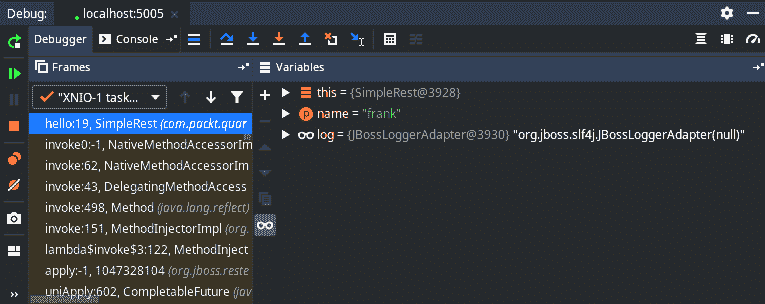 Debug: localhost:5005
Debugger Console
Frames Variables
"XNIO-1 task...
hello:19, SimpleRest (com.packt.quar
invoke0:-1, NativeMethodAccessorIm
invoke:62, NativeMethodAccessorIm
invoke:43, DelegatingMethodAccess
invoke:498, Method (java.lang.reflect)
invoke:151, MethodInjectorImpl (org.
lambda$invoke$3:122, MethodInject
apply:-1, 1047328104 (org.jboss.reste
uniApply:602, CompletableFuture (jav
this = {SimpleRest@3928}
name = "frank"
log = {JBossLoggerAdapter@3930} "org.jboss.slf4j.JBossLoggerAdapter(null)"